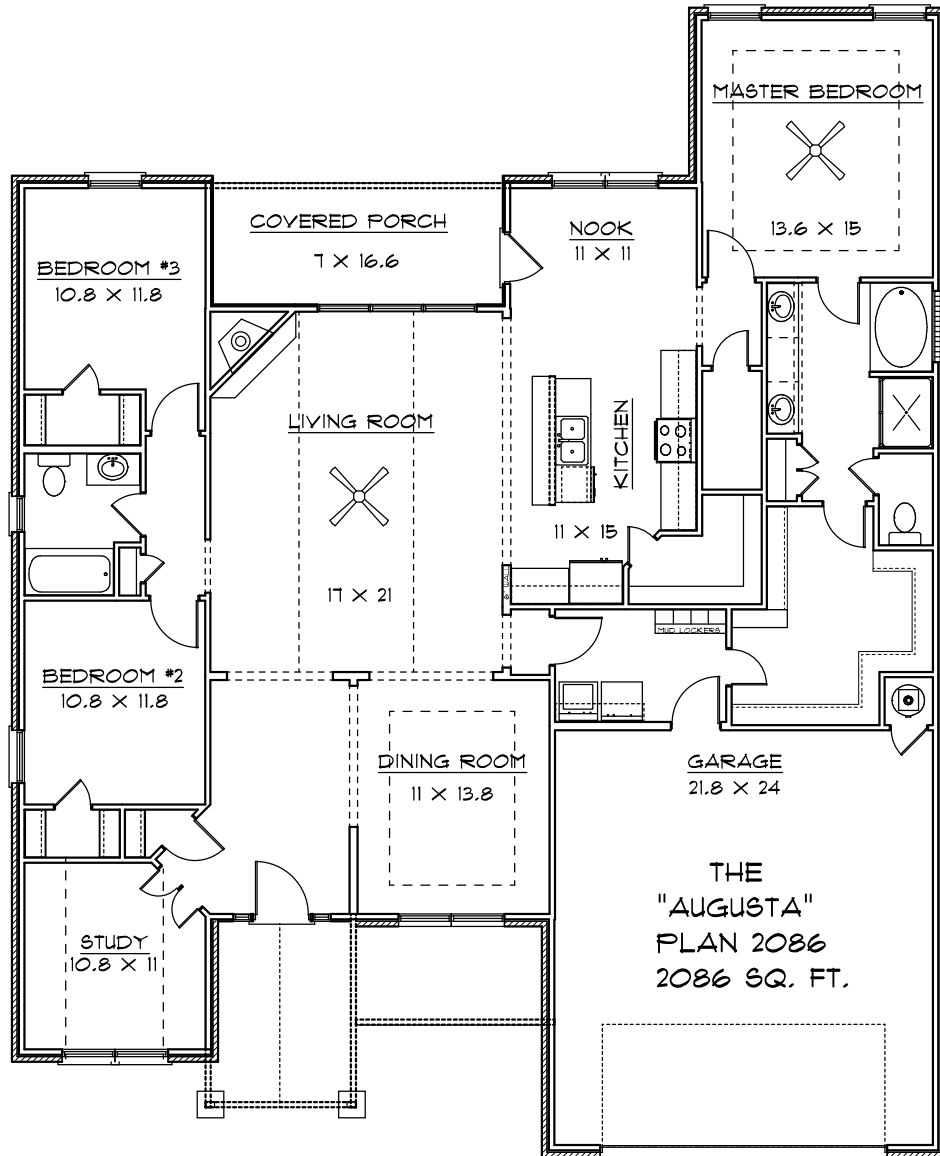 MASTER BEDROOM
13.6 X 15
COVERED PORCH
7 X 16.6
NOOK
11 X 11
BEDROOM #3
10.8 X 11.8
LIVING ROOM
17 X 21
KITCHEN
11 X 15
MUD LOCKERS
BEDROOM #2
10.8 X 11.8
DINING ROOM
11 X 13.8
GARAGE
21.8 X 24
THE
"AUGUSTA"
PLAN 2086
2086 SQ. FT.
STUDY
10.8 X 11